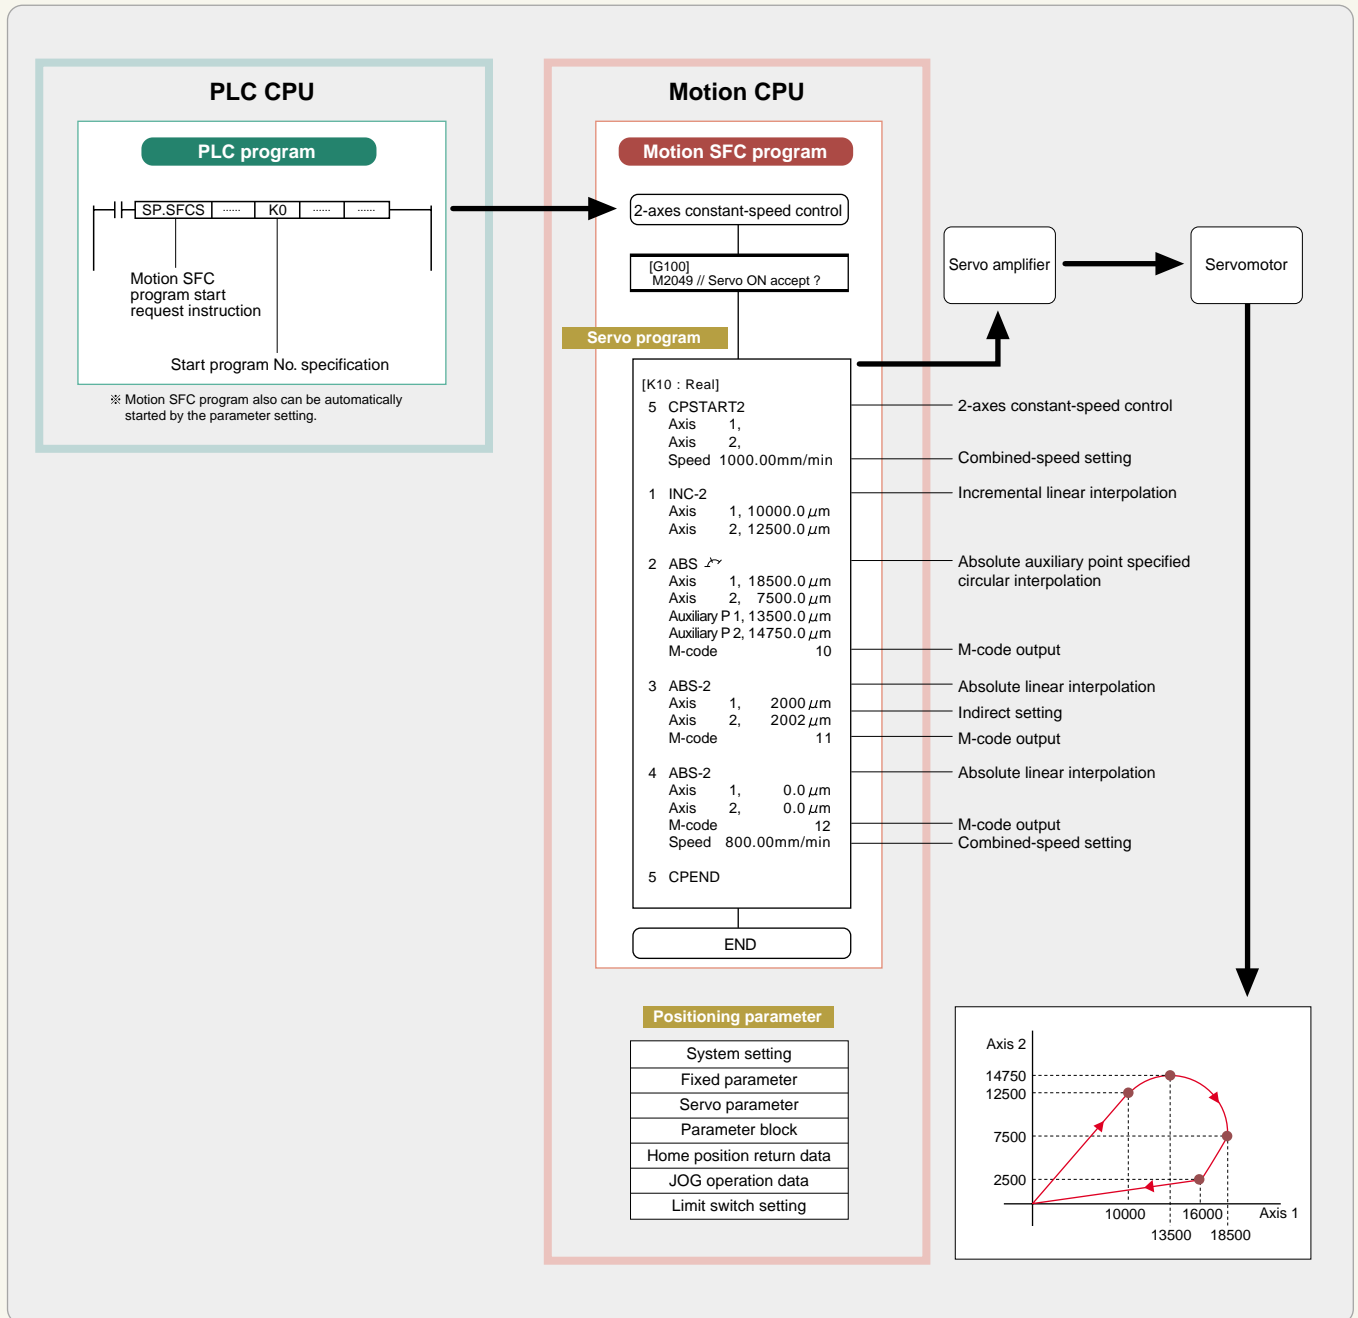 PLC CPU
PLC program
SP.SFCS ······ K0 ······ ······
Motion SFC
program start
request instruction
Start program No. specification
※ Motion SFC program also can be automatically
started by the parameter setting.
Motion CPU
Motion SFC program
2-axes constant-speed control
[G100]
M2049 // Servo ON accept ?
Servo program
[K10 : Real]
5 CPSTART2
Axis 1,
Axis 2,
Speed 1000.00mm/min
1 INC-2
Axis 1, 10000.0 μm
Axis 2, 12500.0 μm
2 ABS
Axis 1, 18500.0 μm
Axis 2, 7500.0 μm
Auxiliary P 1, 13500.0 μm
Auxiliary P 2, 14750.0 μm
M-code 10
3 ABS-2
Axis 1, 2000 μm
Axis 2, 2002 μm
M-code 11
4 ABS-2
Axis 1, 0.0 μm
Axis 2, 0.0 μm
M-code 12
Speed 800.00mm/min
5 CPEND
END
2-axes constant-speed control
Combined-speed setting
Incremental linear interpolation
Absolute auxiliary point specified
circular interpolation
M-code output
Absolute linear interpolation
Indirect setting
M-code output
Absolute linear interpolation
M-code output
Combined-speed setting
Servo amplifier
Servomotor
Positioning parameter
System setting
Fixed parameter
Servo parameter
Parameter block
Home position return data
JOG operation data
Limit switch setting
Axis 2
14750
12500
7500
2500
10000
16000
Axis 1
13500
18500